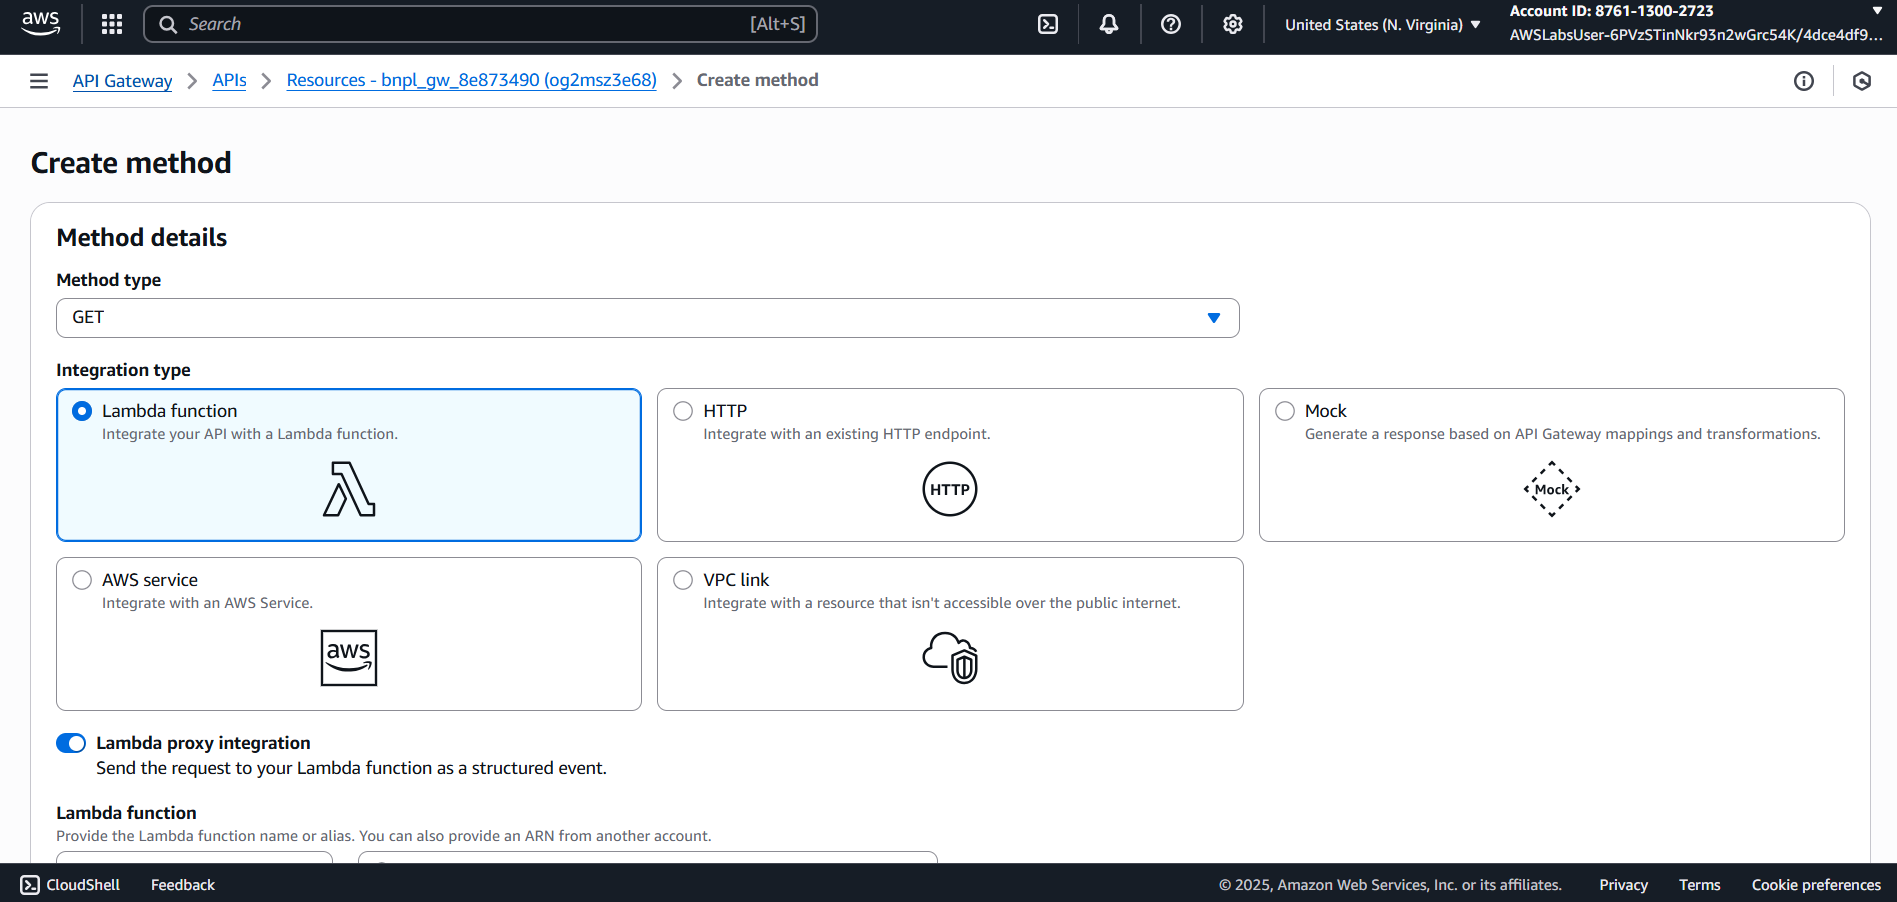 aws
Search
[Alt+S]
United States (N. Virginia)
Account ID: 8761-1300-2723
AWSLabsUser-6PVzSTinNkr93n2wGrc54K/4dce4df9...
API Gateway
APIs
Resources - bnpl_gw_8e873490 (og2msz3e68)
Create method
Create method
Method details
Method type
GET
Integration type
Lambda function
Integrate your API with a Lambda function.
HTTP
Integrate with an existing HTTP endpoint.
HTTP
Mock
Generate a response based on API Gateway mappings and transformations.
Mock
AWS service
Integrate with an AWS Service.
aws
VPC link
Integrate with a resource that isn't accessible over the public internet.
Lambda proxy integration
Send the request to your Lambda function as a structured event.
Lambda function
Provide the Lambda function name or alias. You can also provide an ARN from another account.
CloudShell
Feedback
© 2025, Amazon Web Services, Inc. or its affiliates.
Privacy
Terms
Cookie preferences